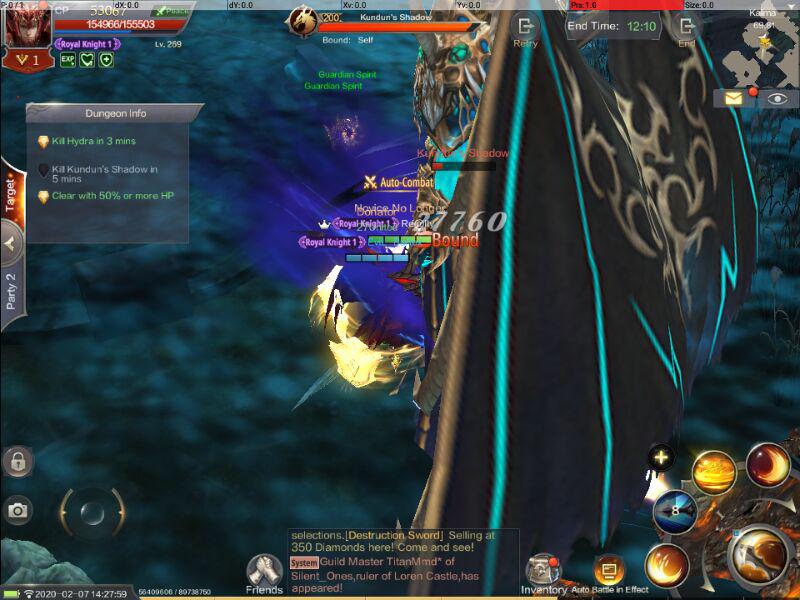 P:0 / 1 dX:0.0 dY:0.0 Xv:0.0 Yv:0.0 Prs:1.0 Size:0.0
CP 53067 Peace
154966/155503
Royal Knight 1
Lv. 269
1
EXP
200
Kundun's Shadow
Bound: Self
Retry
End Time: 12:10
End
Kalima
Guardian Spirit
Guardian Spirit
Dungeon Info
Kill Hydra in 3 mins
Kill Kundun's Shadow in
5 mins
Clear with 50% or more HP
Target
Party 2
Auto-Combat
Novice No Longer
Donator
Royal Knight 1
Royal Knight 1
7760
Bound
8
selections.[Destruction Sword] Selling at
350 Diamonds here! Come and see!
System Guild Master TitanMmd* of
Silent_Ones,ruler of Loren Castle,has
appeared!
Friends
Inventory
Auto Battle in Effect
2020-02-07 14:27:59
56409606 / 89738750